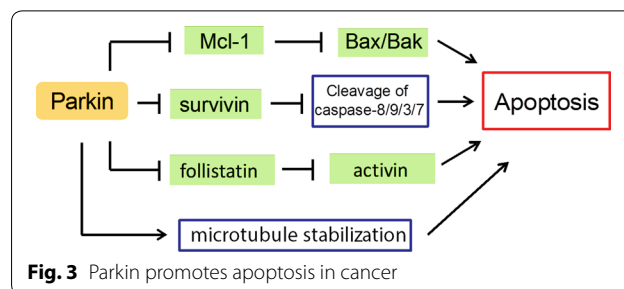 Mcl-1
Bax/Bak
Parkin
survivin
Cleavage of
caspase-8/9/3/7
Apoptosis
follistatin
activin
microtubule stabilization
Fig. 3 Parkin promotes apoptosis in cancer